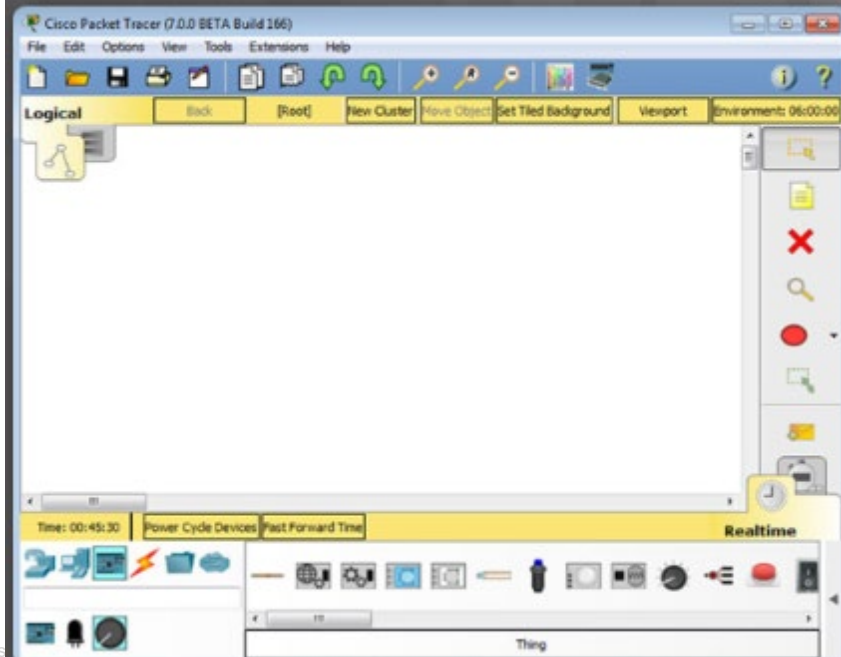 Cisco Packet Tracer (7.0.0 BETA Build 166)
File Edit Options View Tools Extensions Help
Logical Back [Root] New Cluster Move Object Set Tiled Background Viewport Environment: 06:00:00
Time: 00:45:30 Power Cycle Devices Fast Forward Time Realtime
Thing